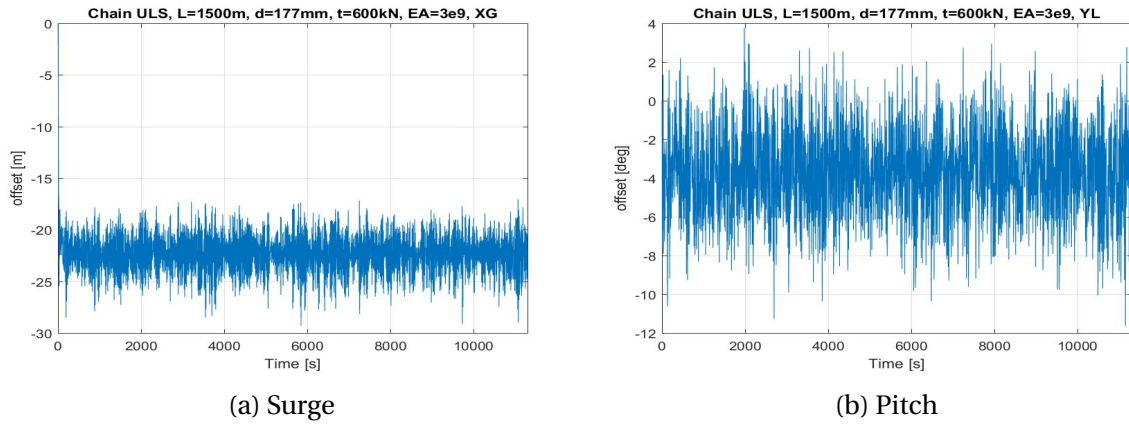 Chain ULS, L=1500m, d=177mm, t=600kN, EA=3e9, XG
0
-5
-10
-15
-20
-25
-30
offset [m]
0 2000 4000 6000 8000 10000
Time [s]
(a) Surge
Chain ULS, L=1500m, d=177mm, t=600kN, EA=3e9, YL
4
2
0
-2
-4
-6
-8
-10
-12
offset [deg]
0 2000 4000 6000 8000 10000
Time [s]
(b) Pitch